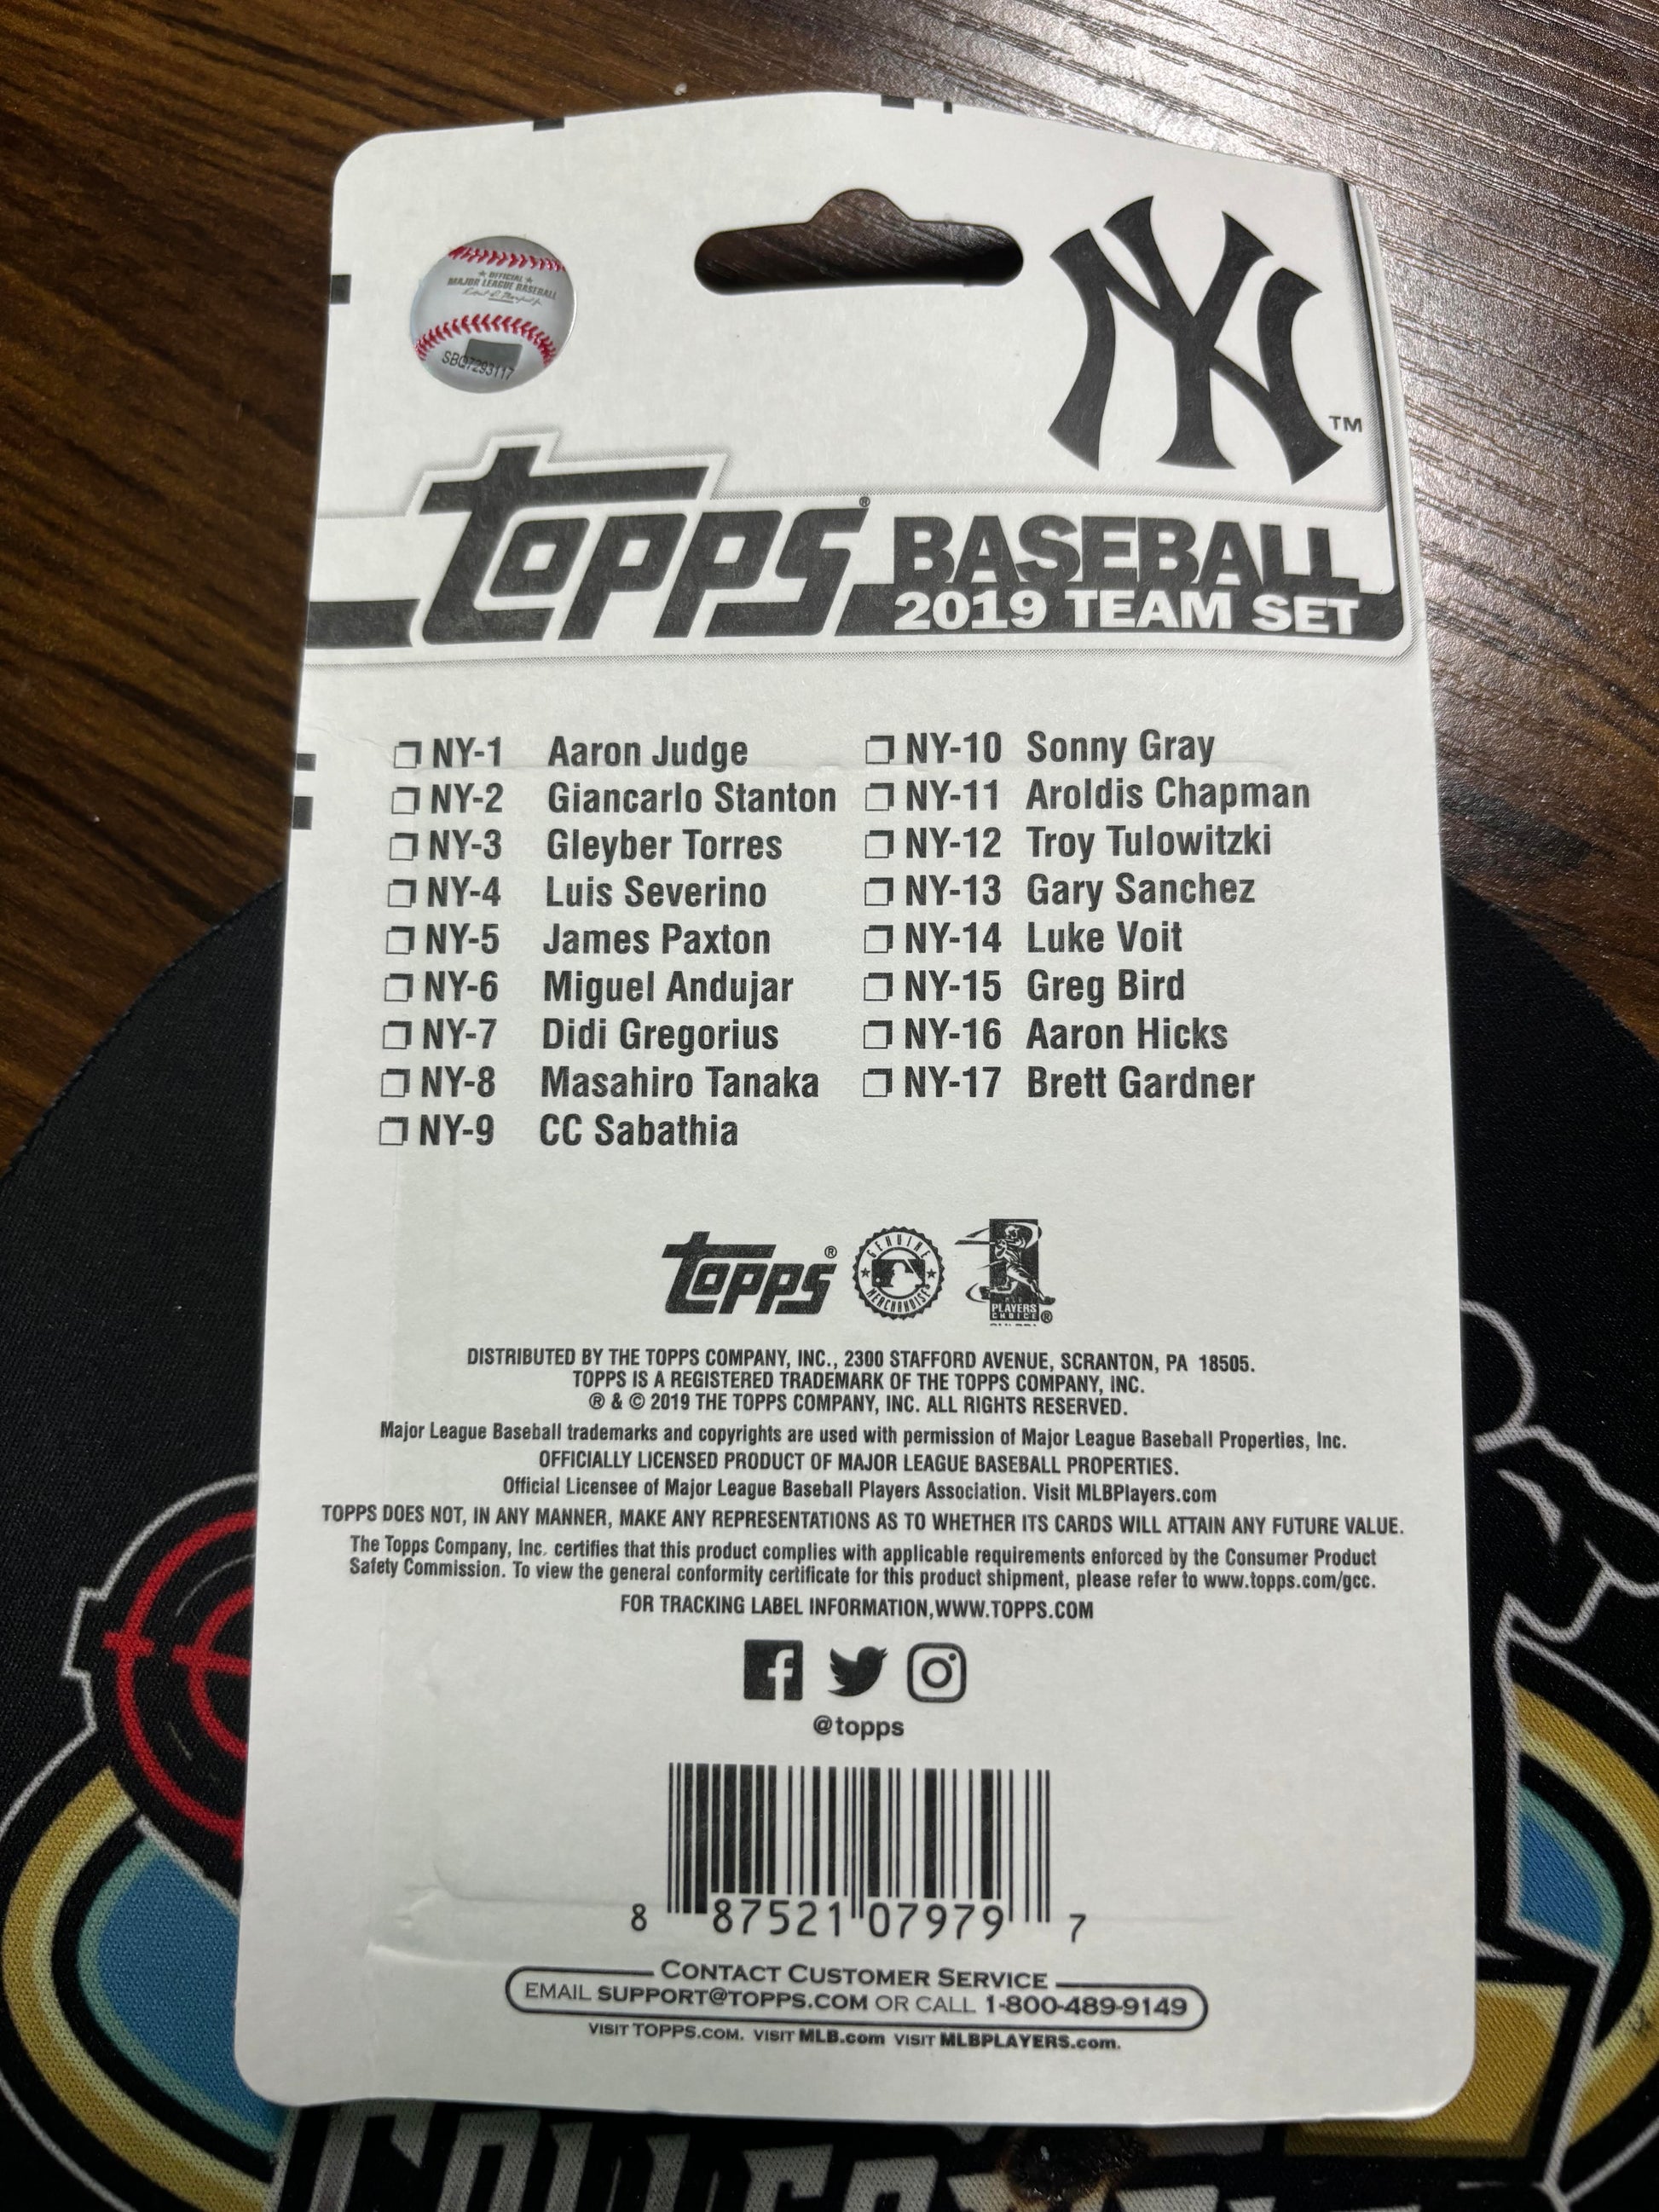 OFFICIAL
MAJOR LEAGUE BASEBALL
SBQ7293117
NY
TM
Topps®
BASEBALL
2019 TEAM SET
NY-1 Aaron Judge
NY-2 Giancarlo Stanton
NY-3 Gleyber Torres
NY-4 Luis Severino
NY-5 James Paxton
NY-6 Miguel Andujar
NY-7 Didi Gregorius
NY-8 Masahiro Tanaka
NY-9 CC Sabathia
NY-10 Sonny Gray
NY-11 Aroldis Chapman
NY-12 Troy Tulowitzki
NY-13 Gary Sanchez
NY-14 Luke Voit
NY-15 Greg Bird
NY-16 Aaron Hicks
NY-17 Brett Gardner
Topps®
GENUINE MERCHANDISE
PLAYERS
CHOICE®
DISTRIBUTED BY THE TOPPS COMPANY, INC., 2300 STAFFORD AVENUE, SCRANTON, PA 18505.
TOPPS IS A REGISTERED TRADEMARK OF THE TOPPS COMPANY, INC.
® & © 2019 THE TOPPS COMPANY, INC. ALL RIGHTS RESERVED.
Major League Baseball trademarks and copyrights are used with permission of Major League Baseball Properties, Inc.
OFFICIALLY LICENSED PRODUCT OF MAJOR LEAGUE BASEBALL PROPERTIES.
Official Licensee of Major League Baseball Players Association. Visit MLBPlayers.com
TOPPS DOES NOT, IN ANY MANNER, MAKE ANY REPRESENTATIONS AS TO WHETHER ITS CARDS WILL ATTAIN ANY FUTURE VALUE.
The Topps Company, Inc. certifies that this product complies with applicable requirements enforced by the Consumer Product
Safety Commission. To view the general conformity certificate for this product shipment, please refer to www.topps.com/gcc.
FOR TRACKING LABEL INFORMATION,WWW.TOPPS.COM
@topps
8 87521 07979 7
CONTACT CUSTOMER SERVICE
EMAIL SUPPORT@TOPPS.COM OR CALL 1-800-489-9149
VISIT TOPPS.COM. VISIT MLB.com VISIT MLBPLAYERS.com.